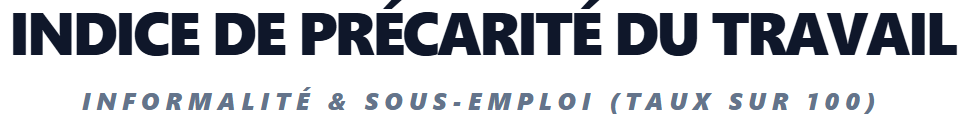 INDICE DE PRÉCARITÉ DU TRAVAIL
INFORMALITÉ & SOUS-EMPLOI (TAUX SUR 100)